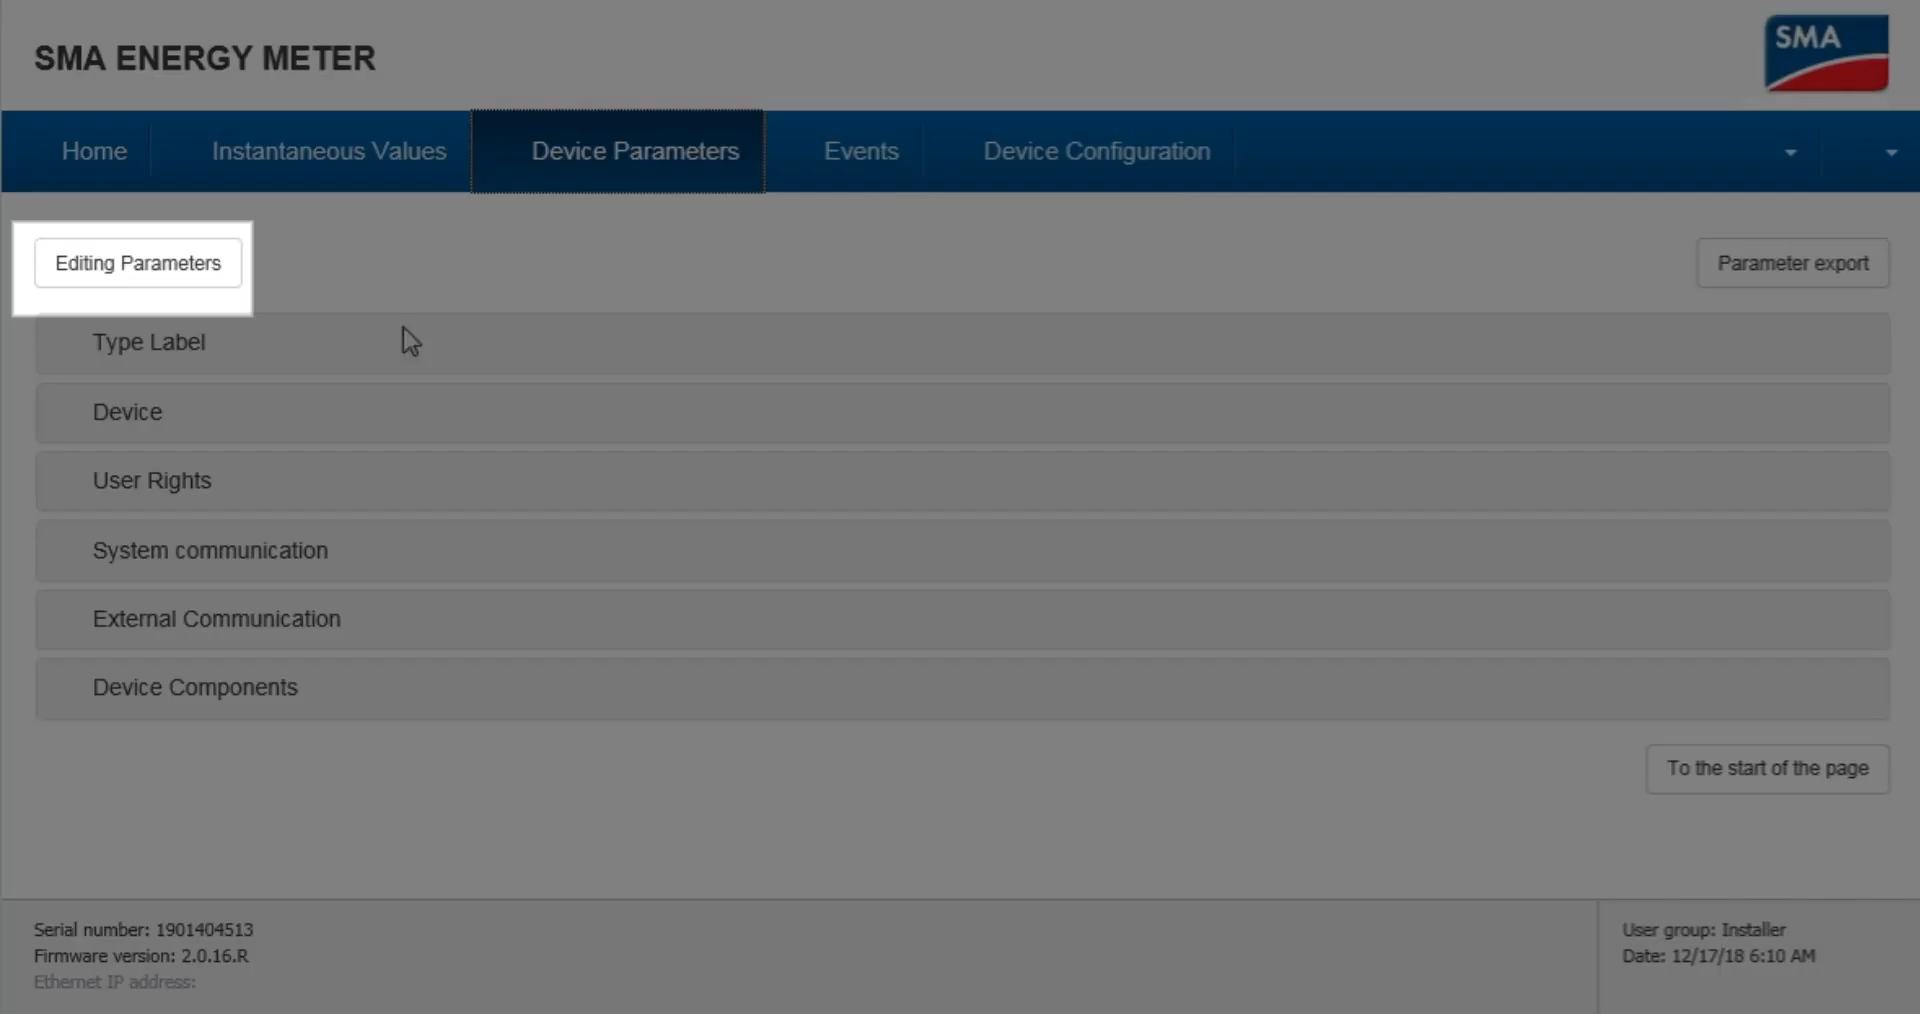 SMA ENERGY METER
SMA
Home
Instantaneous Values
Device Parameters
Events
Device Configuration
Editing Parameters
Parameter export
Type Label
Device
User Rights
System communication
External Communication
Device Components
To the start of the page
Serial number: 1901404513
Firmware version: 2.0.16.R
Ethernet IP address:
User group: Installer
Date: 12/17/18 6:10 AM